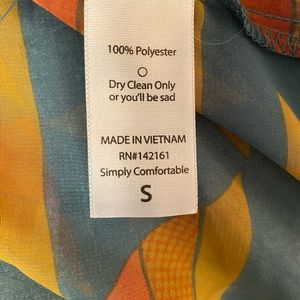 100% Polyester
Dry Clean Only
or you'll be sad
MADE IN VIETNAM
RN#142161
Simply Comfortable
S